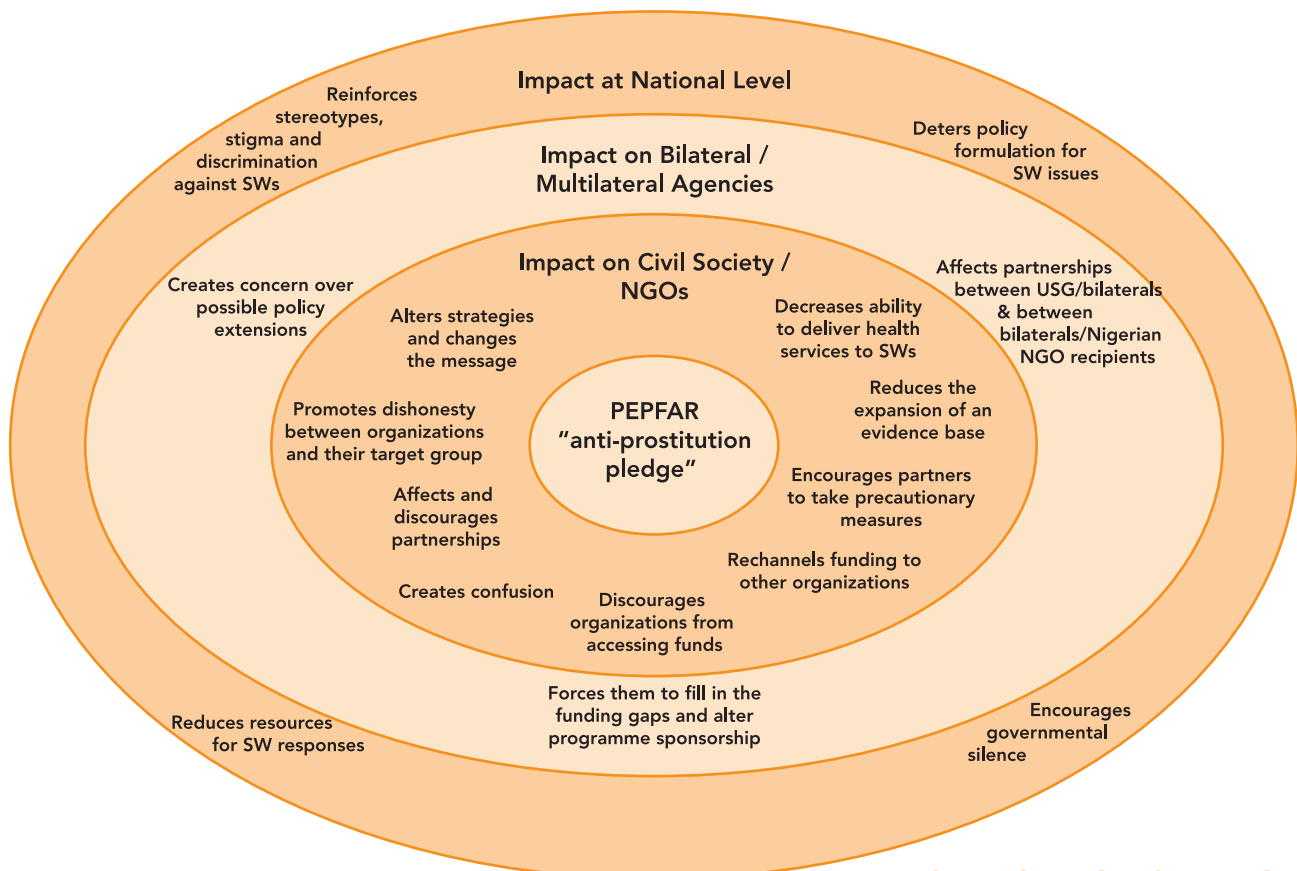 Impact at National Level
Reinforces
stereotypes,
stigma and
discrimination
against SWs
Deters policy
formulation for
SW issues
Reduces resources
for SW responses
Encourages
governmental
silence
Impact on Bilateral /
Multilateral Agencies
Creates concern over
possible policy
extensions
Affects partnerships
between USG/bilaterals
& between
bilaterals/Nigerian
NGO recipients
Forces them to fill in the
funding gaps and alter
programme sponsorship
Impact on Civil Society /
NGOs
Alters strategies
and changes
the message
Decreases ability
to deliver health
services to SWs
Promotes dishonesty
between organizations
and their target group
Reduces the
expansion of an
evidence base
Affects and
discourages
partnerships
Encourages partners
to take precautionary
measures
Creates confusion
Discourages
organizations from
accessing funds
Rechannels funding to
other organizations
PEPFAR
"anti-prostitution
pledge"